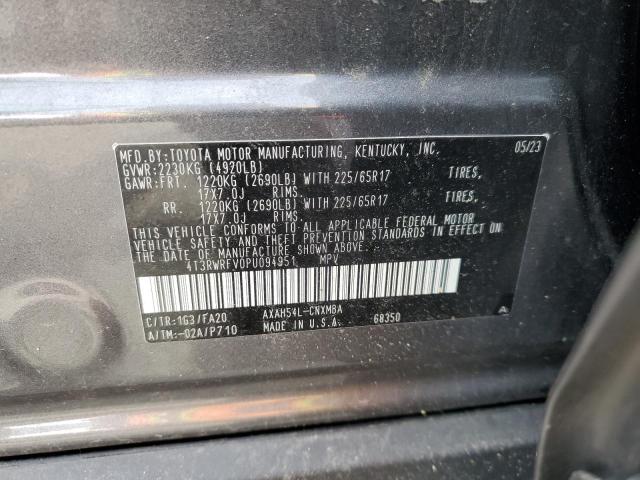 MFD.BY:TOYOTA MOTOR MANUFACTURING, KENTUCKY, INC. 05/23
GVWR:2230KG (4920LB)
GAWR:FRT. 1220KG (2690LB) WITH 225/65R17 TIRES,
17X7.0J RIMS.
RR. 1220KG (2690LB) WITH 225/65R17 TIRES,
17X7.0J RIMS.
THIS VEHICLE CONFORMS TO ALL APPLICABLE FEDERAL MOTOR
VEHICLE SAFETY AND THEFT PREVENTION STANDARDS IN EFFECT ON THE
DATE OF MANUFACTURE SHOWN ABOVE.
4T3RWRFV0PU094951 MPV
C/TR:1G3/FA20 AXAH54L-CNXMBA 68350 A
A/TM:-02A/P710 MADE IN U.S.A.